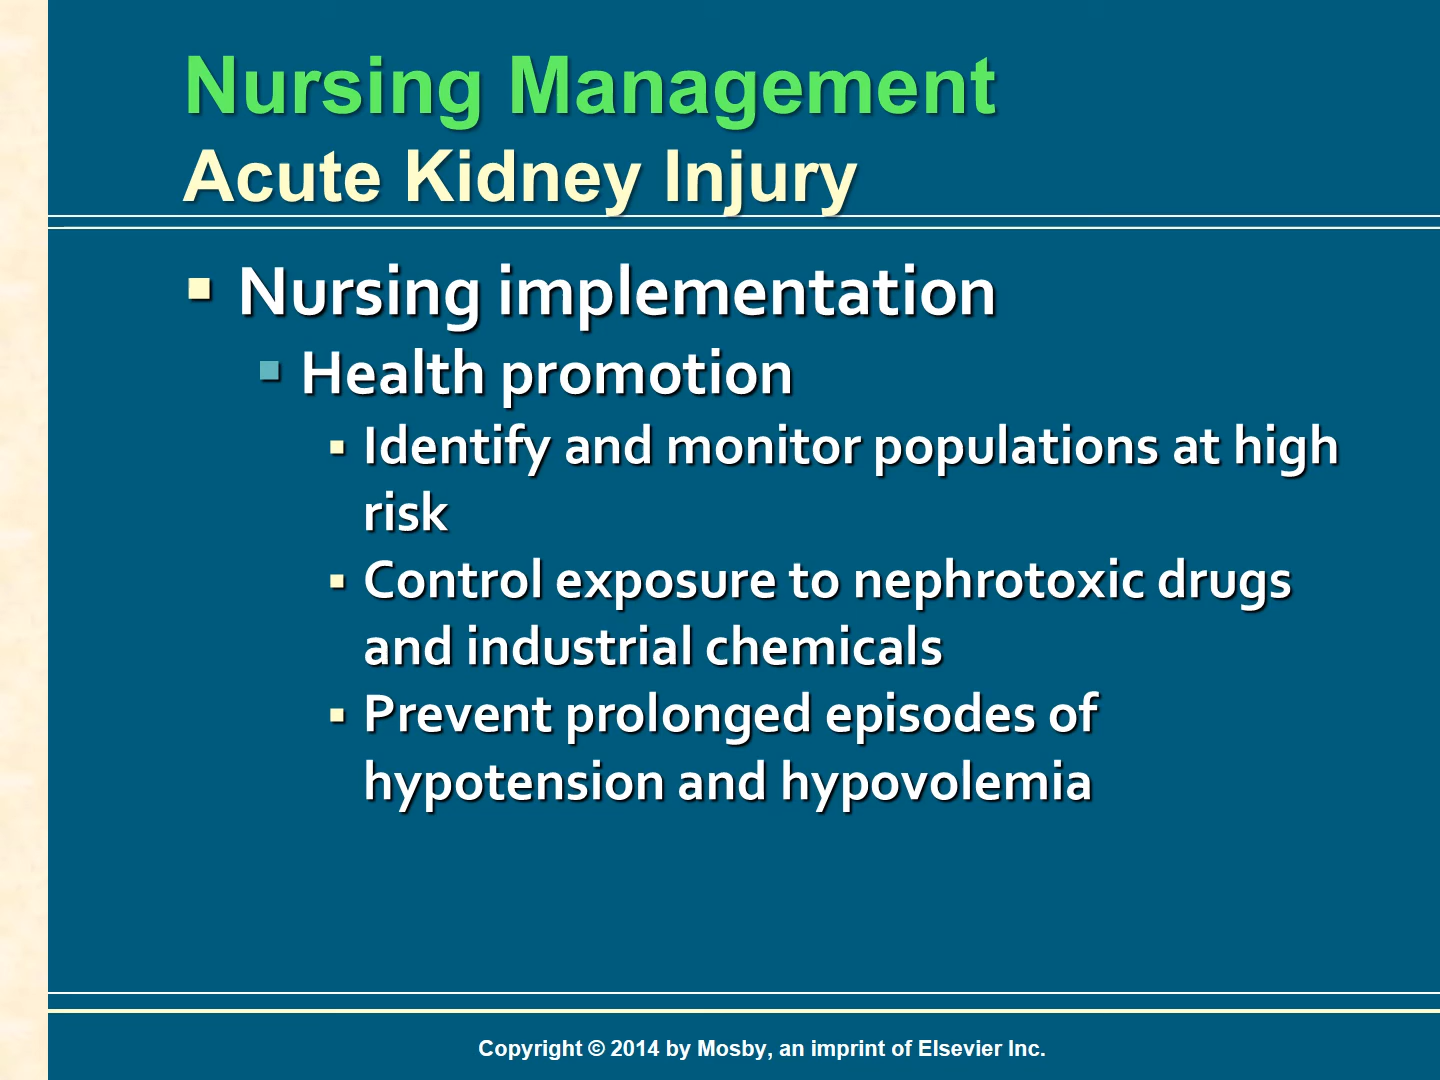 Nursing Management
Acute Kidney Injury
Nursing implementation
Health promotion
Identify and monitor populations at high
risk
Control exposure to nephrotoxic drugs
and industrial chemicals
Prevent prolonged episodes of
hypotension and hypovolemia
Copyright © 2014 by Mosby, an imprint of Elsevier Inc.